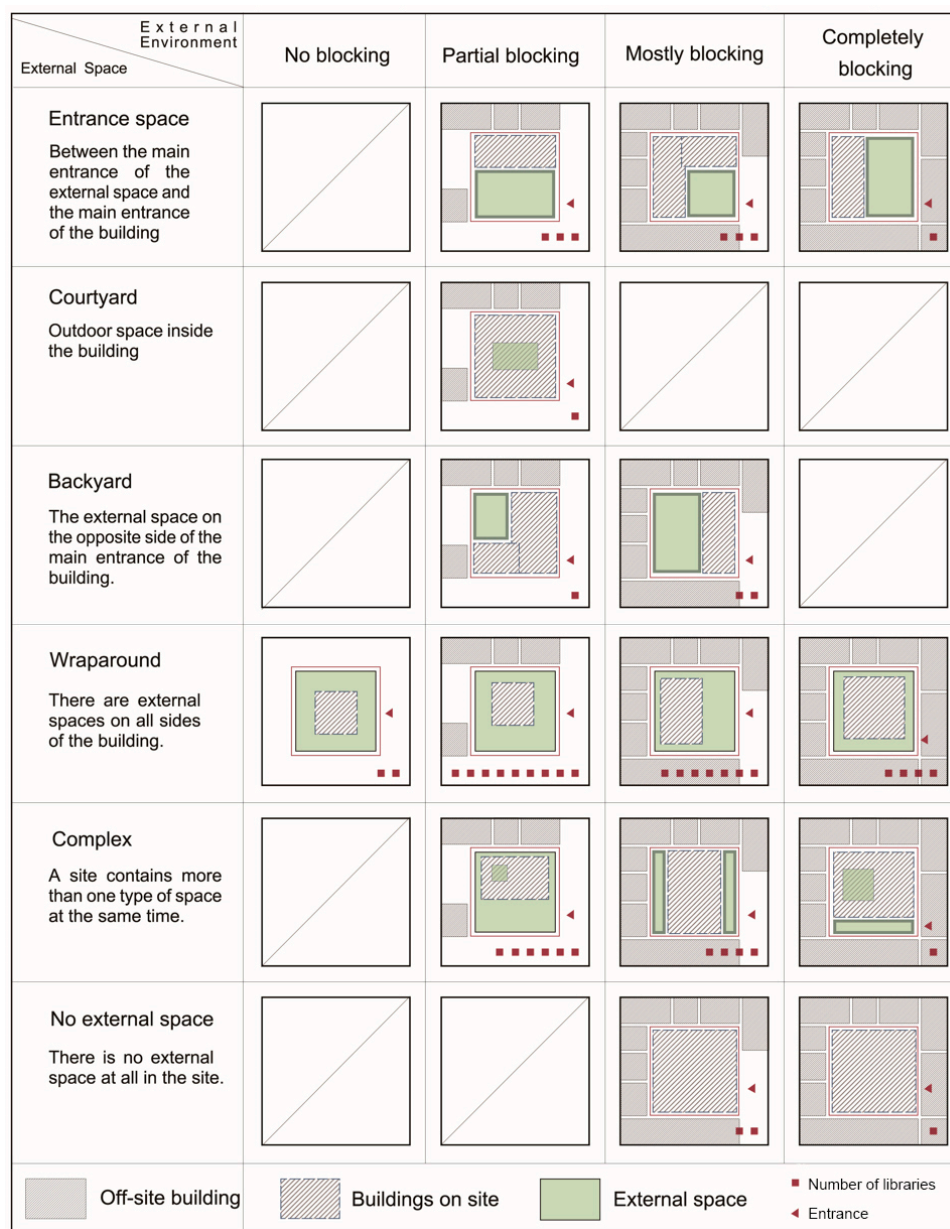 External
Environment
External Space
No blocking
Partial blocking
Mostly blocking
Completely
blocking
Entrance space
Between the main
entrance of the
external space and
the main entrance
of the building
Courtyard
Outdoor space inside
the building
Backyard
The external space on
the opposite side of the
main entrance of the
building.
Wraparound
There are external
spaces on all sides
of the building.
Complex
A site contains more
than one type of space
at the same time.
No external space
There is no external
space at all in the site.
Off-site building
Buildings on site
External space
Number of libraries
Entrance